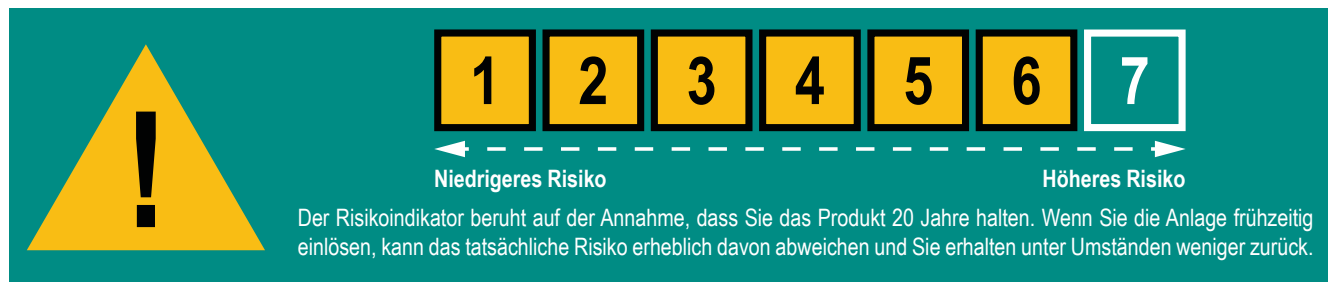 !
1 2 3 4 5 6 7
Niedrigeres Risiko Höheres Risiko
Der Risikoindikator beruht auf der Annahme, dass Sie das Produkt 20 Jahre halten. Wenn Sie die Anlage frühzeitig
einlösen, kann das tatsächliche Risiko erheblich davon abweichen und Sie erhalten unter Umständen weniger zurück.